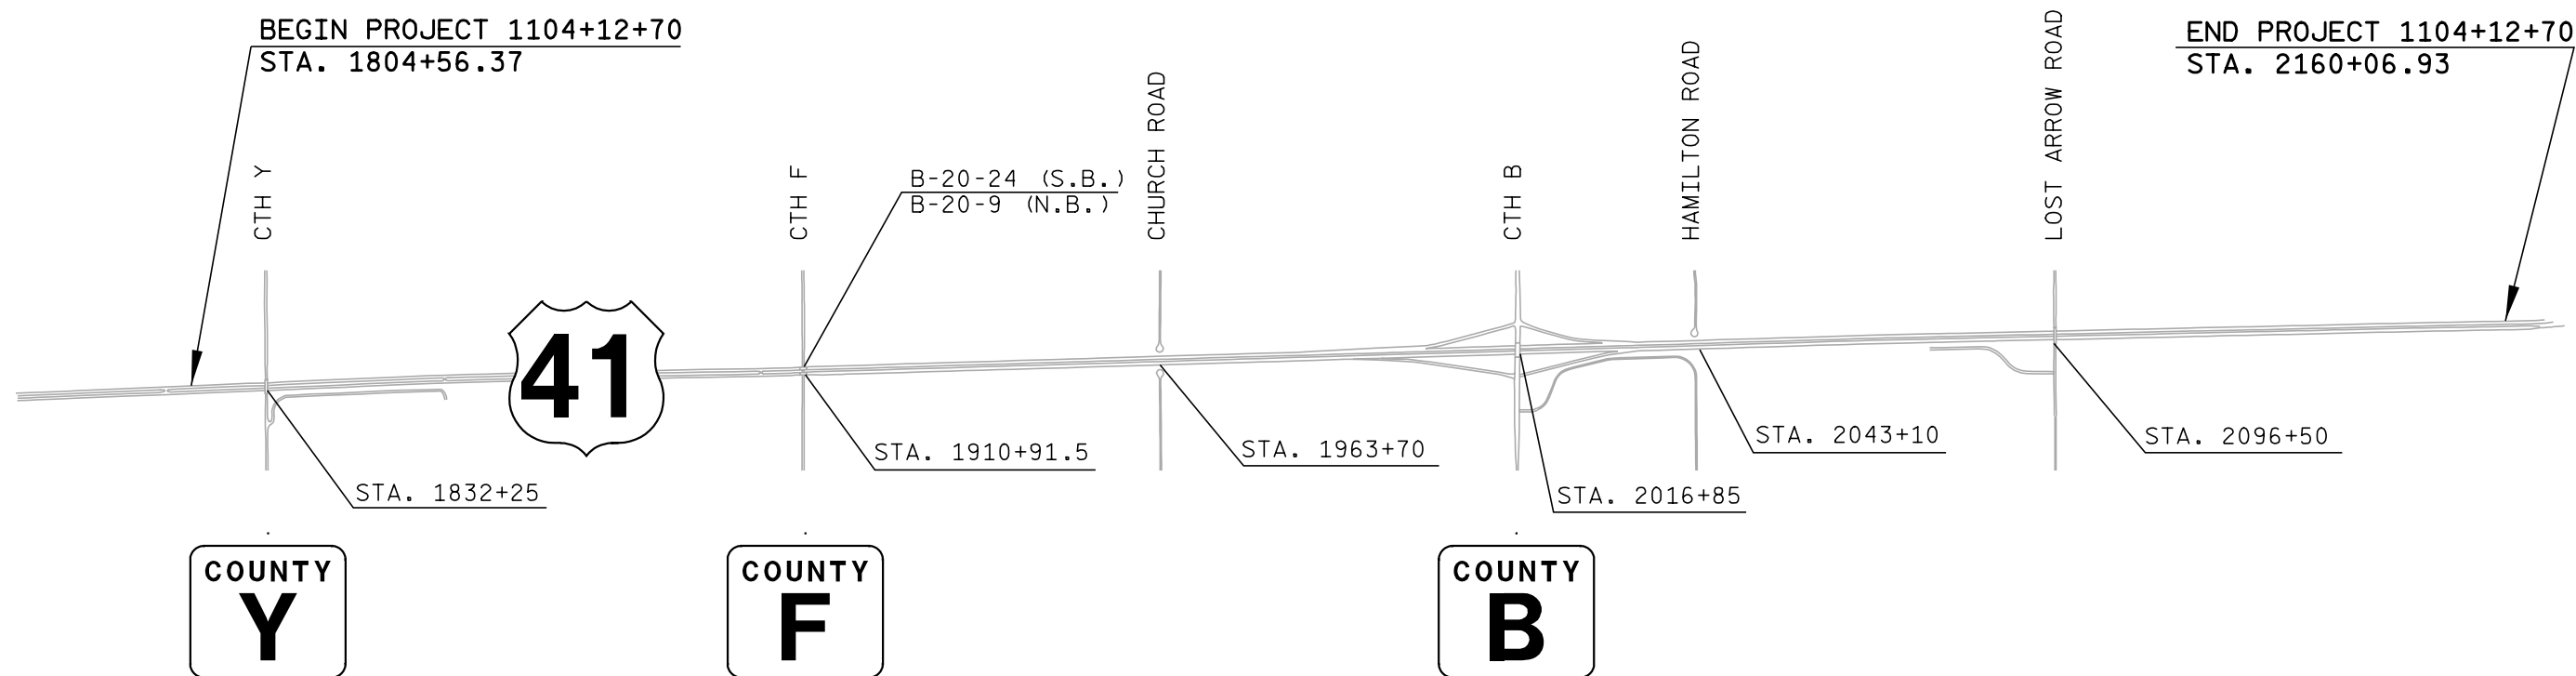 BEGIN PROJECT 1104+12+70
STA. 1804+56.37
END PROJECT 1104+12+70
STA. 2160+06.93
CTH Y
CTH F
B-20-24 (S.B.)
B-20-9 (N.B.)
CHURCH ROAD
CTH B
HAMILTON ROAD
LOST ARROW ROAD
41
STA. 1832+25
STA. 1910+91.5
STA. 1963+70
STA. 2016+85
STA. 2043+10
STA. 2096+50
COUNTY
Y
COUNTY
F
COUNTY
B